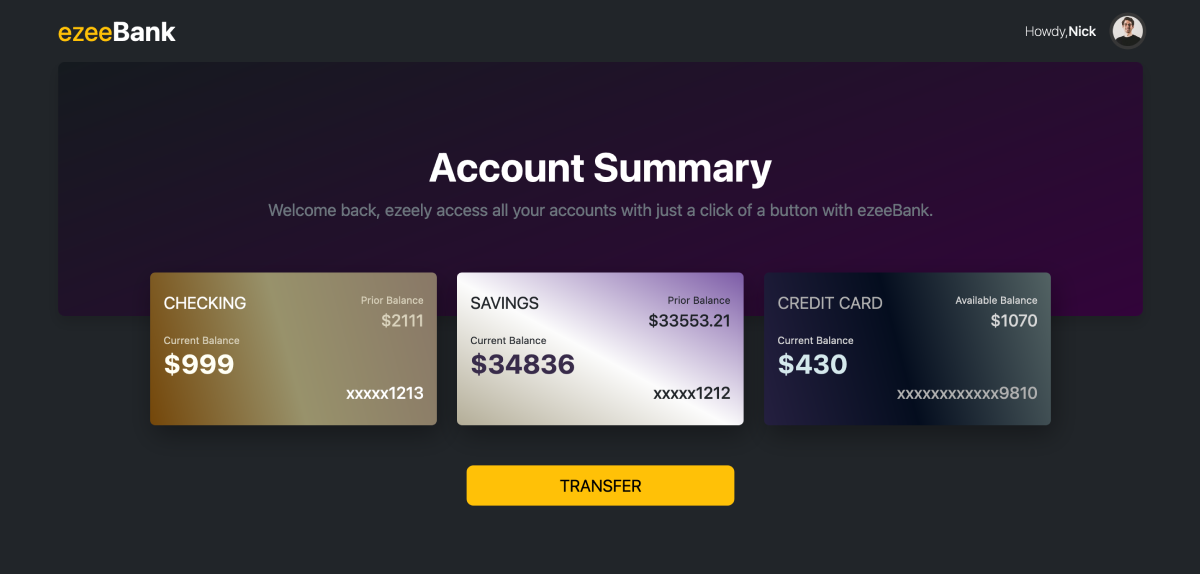 ezeeBank
Howdy,Nick
Account Summary
Welcome back, ezeely access all your accounts with just a click of a button with ezeeBank.
CHECKING
Prior Balance
$2111
Current Balance
$999
xxxxx1213
SAVINGS
Prior Balance
$33553.21
Current Balance
$34836
xxxxx1212
CREDIT CARD
Available Balance
$1070
Current Balance
$430
xxxxxxxxxxxx9810
TRANSFER